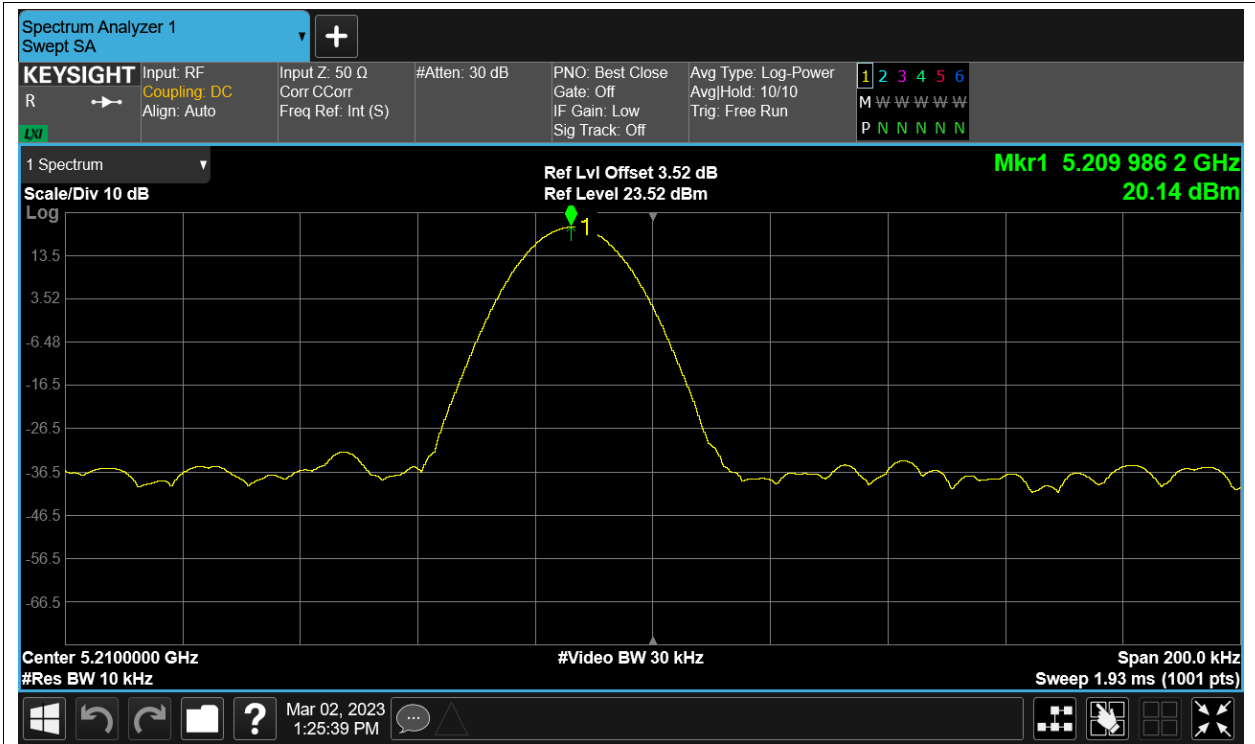 Spectrum Analyzer 1
Swept SA
KEYSIGHT
R
LXI
Input: RF
Coupling: DC
Align: Auto
Input Z: 50 Ω
Corr CCorr
Freq Ref: Int (S)
#Atten: 30 dB
PNO: Best Close
Gate: Off
IF Gain: Low
Sig Track: Off
Avg Type: Log-Power
Avg|Hold: 10/10
Trig: Free Run
1 2 3 4 5 6
M W W W W W
P N N N N N
1 Spectrum
Scale/Div 10 dB
Log
Ref Lvl Offset 3.52 dB
Ref Level 23.52 dBm
Mkr1 5.209 986 2 GHz
20.14 dBm
1
13.5
3.52
-6.48
-16.5
-26.5
-36.5
-46.5
-56.5
-66.5
Center 5.2100000 GHz
#Res BW 10 kHz
#Video BW 30 kHz
Span 200.0 kHz
Sweep 1.93 ms (1001 pts)
?
Mar 02, 2023
1:25:39 PM